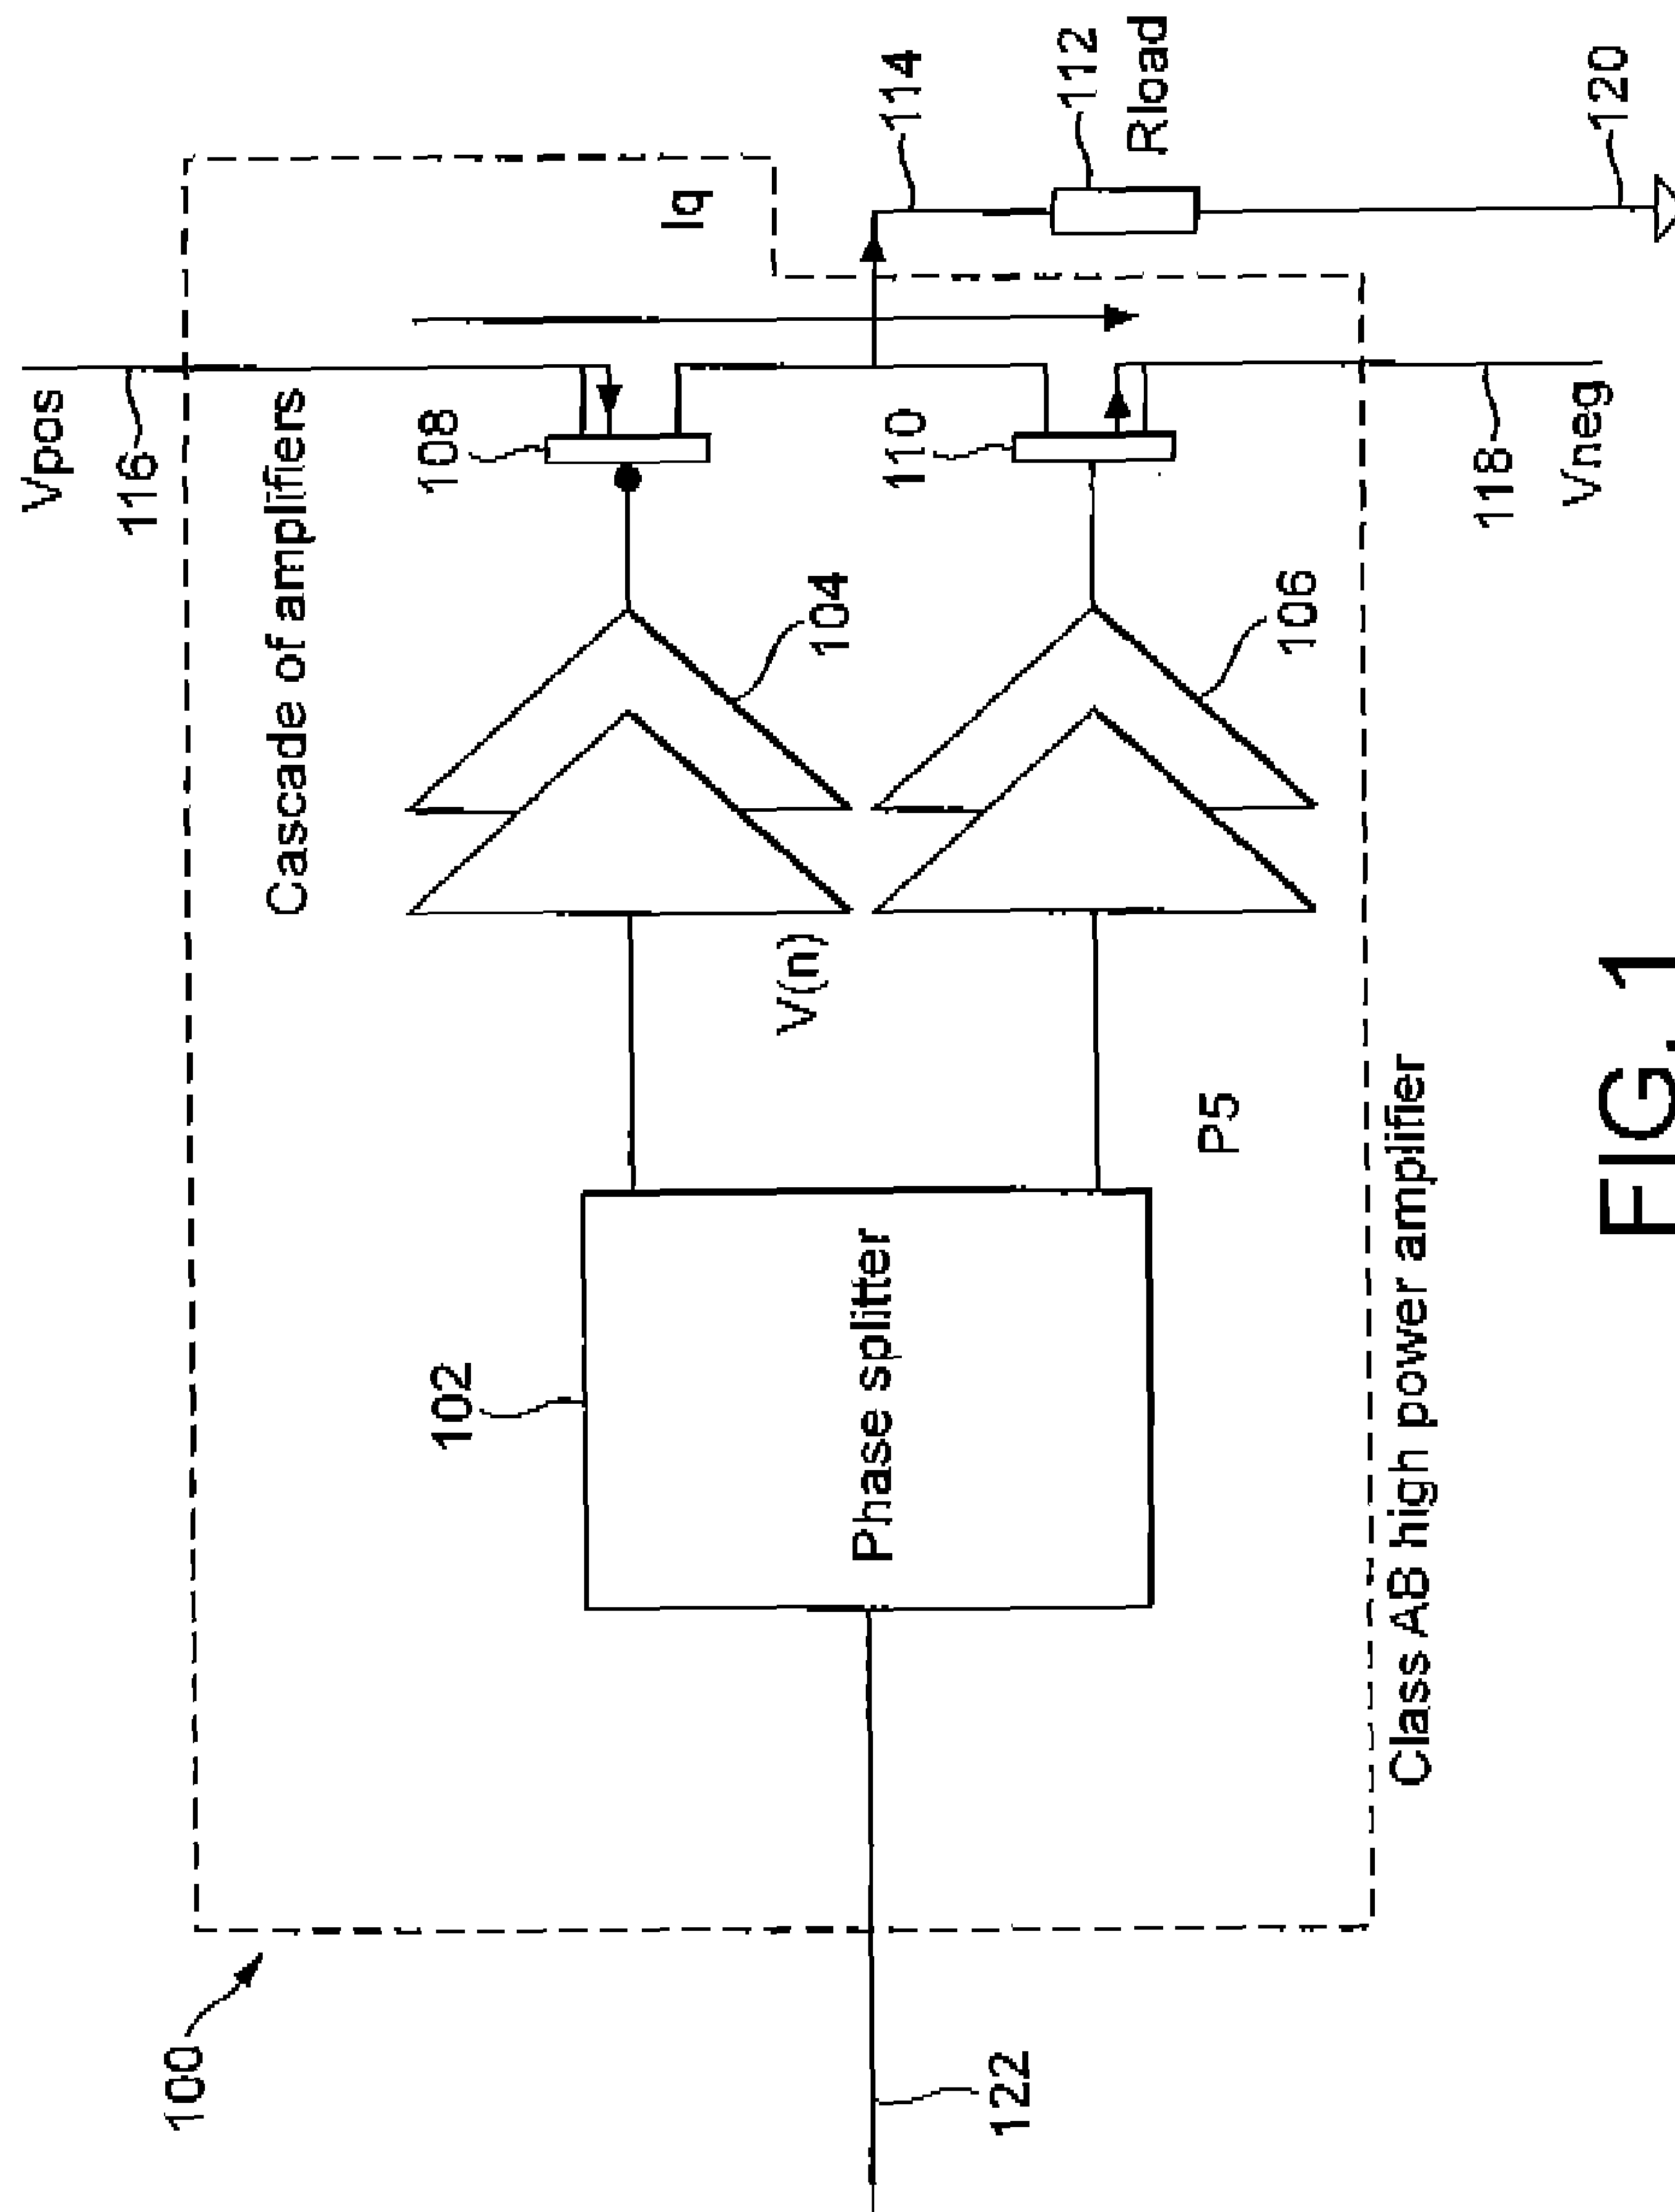 100
122
102
Phase splitter
Class AB high power amplifier
Cascade of amplifiers
V(n)
P5
104
106
108
110
Vpos
116
118
Vneg
Iq
114
112
Rload
120
FIG. 1